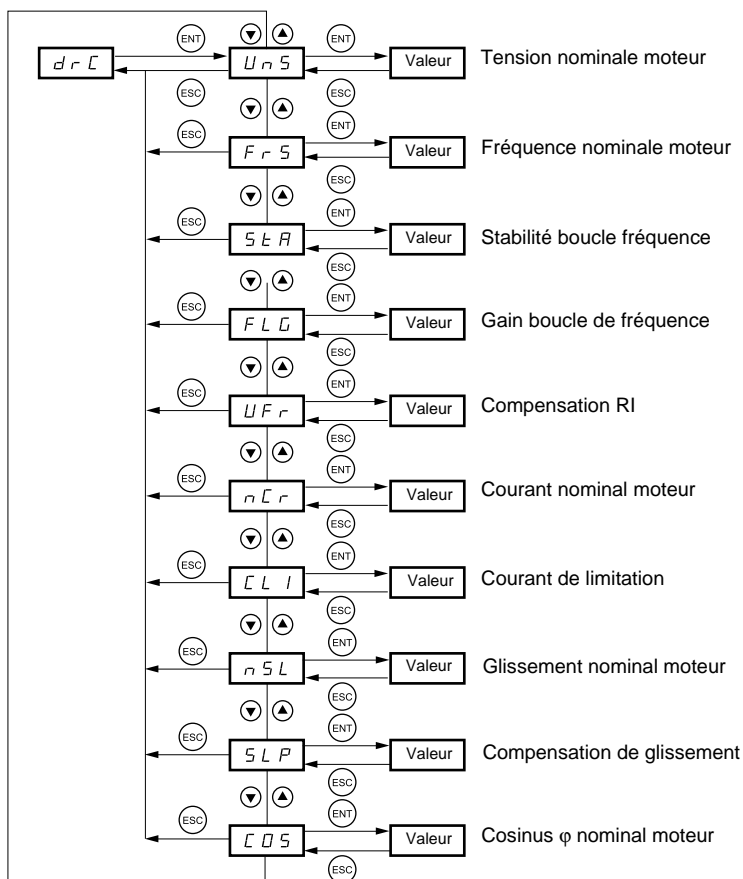 ENT
ENT
drC
UnS
Valeur
Tension nominale moteur
ESC
ESC
ENT
ESC
FrS
Valeur
Fréquence nominale moteur
ESC
ENT
ESC
StA
Valeur
Stabilité boucle fréquence
ESC
ENT
ESC
FLG
Valeur
Gain boucle de fréquence
ESC
ENT
ESC
UFr
Valeur
Compensation RI
ESC
ENT
ESC
nCr
Valeur
Courant nominal moteur
ESC
ENT
ESC
CLI
Valeur
Courant de limitation
ESC
ENT
ESC
nSL
Valeur
Glissement nominal moteur
ESC
ENT
ESC
SLP
Valeur
Compensation de glissement
ESC
ENT
ESC
COS
Valeur
Cosinus φ nominal moteur
ESC